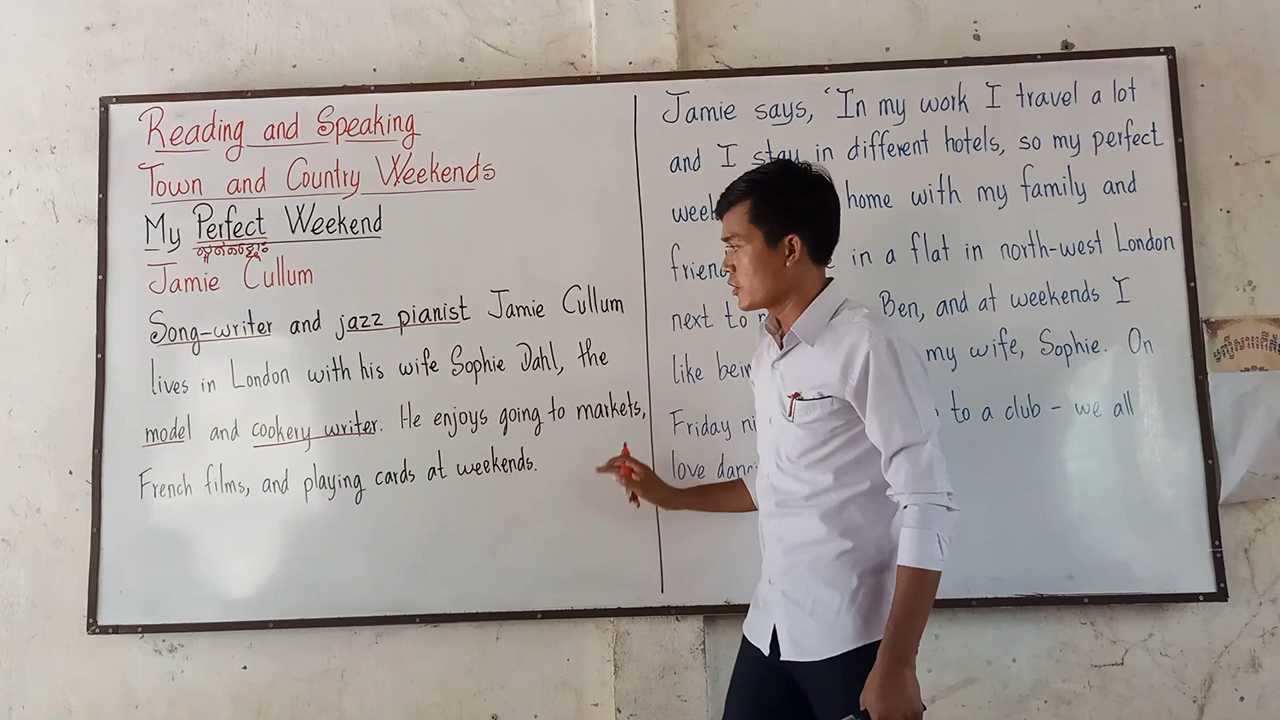 Reading and Speaking
Town and Country Weekends
My Perfect Weekend
Jamie Cullum
Song-writer and jazz pianist Jamie Cullum
lives in London with his wife Sophie Dahl, the
model and cookery writer. He enjoys going to markets,
French films, and playing cards at weekends.
Jamie says, 'In my work I travel a lot
and I stay in different hotels, so my perfect
home with my family and
in a flat in north-west London
next to Ben, and at weekends I
like my wife, Sophie. On
Friday to a club - we all
love